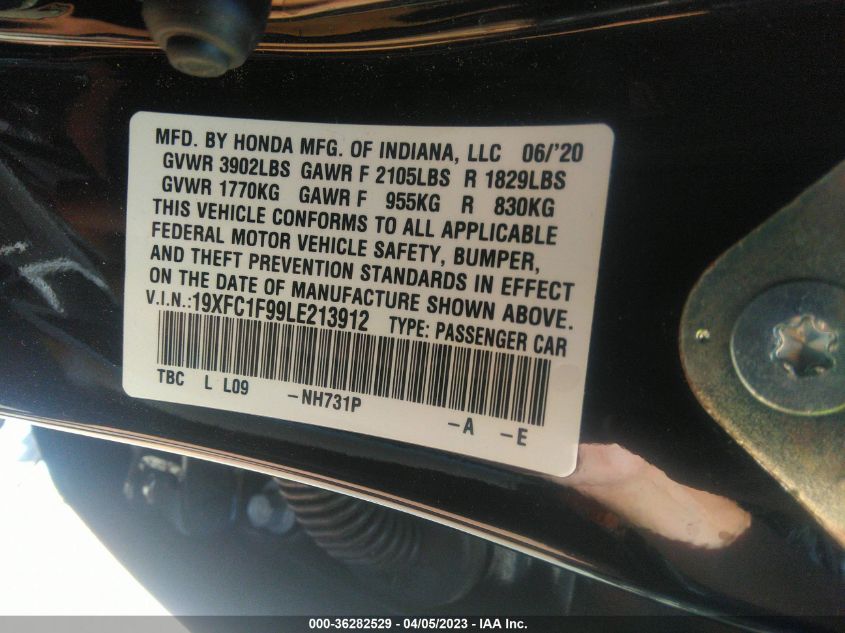 MFD. BY HONDA MFG. OF INDIANA, LLC 06/'20
GVWR 3902LBS GAWR F 2105LBS R 1829LBS
GVWR 1770KG GAWR F 955KG R 830KG
THIS VEHICLE CONFORMS TO ALL APPLICABLE
FEDERAL MOTOR VEHICLE SAFETY, BUMPER,
AND THEFT PREVENTION STANDARDS IN EFFECT
ON THE DATE OF MANUFACTURE SHOWN ABOVE.
V.I.N.:19XFC1F99LE213912 TYPE: PASSENGER CAR
TBC L L09 -NH731P -A -E
000-36282529 - 04/05/2023 - IAA Inc.